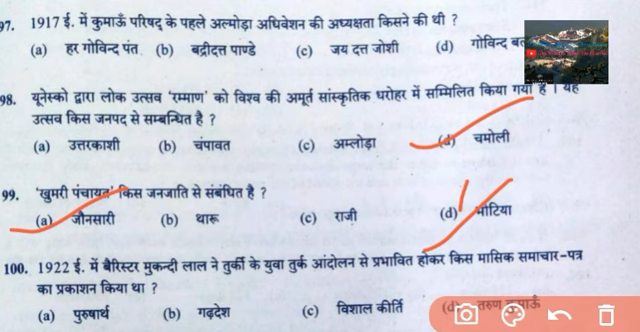 97. 1917 ई. में कुमाऊँ परिषद् के पहले अल्मोड़ा अधिवेशन की अध्यक्षता किसने की थी ?
(a) हर गोविन्द पंत (b) बद्रीदत्त पाण्डे (c) जय दत्त जोशी (d) गोविन्द
98. यूनेस्को द्वारा लोक उत्सव 'रम्माण' को विश्व की अमूर्त सांस्कृतिक धरोहर में सम्मिलित किया गया है । यह
उत्सव किस जनपद से सम्बन्धित है ?
(a) उत्तरकाशी (b) चंपावत (c) अल्मोड़ा (d) चमोली
99. 'खुमरी पंचायत' किस जनजाति से संबंधित है ?
(a) जौनसारी (b) थारू (c) राजी (d) भोटिया
100. 1922 ई. में बैरिस्टर मुकन्दी लाल ने तुर्की के युवा तुर्क आंदोलन से प्रभावित होकर किस मासिक समाचार-पत्र
का प्रकाशन किया था ?
(a) पुरुषार्थ (b) गढ़देश (c) विशाल कीर्ति (d) तरुण कुमाऊँ